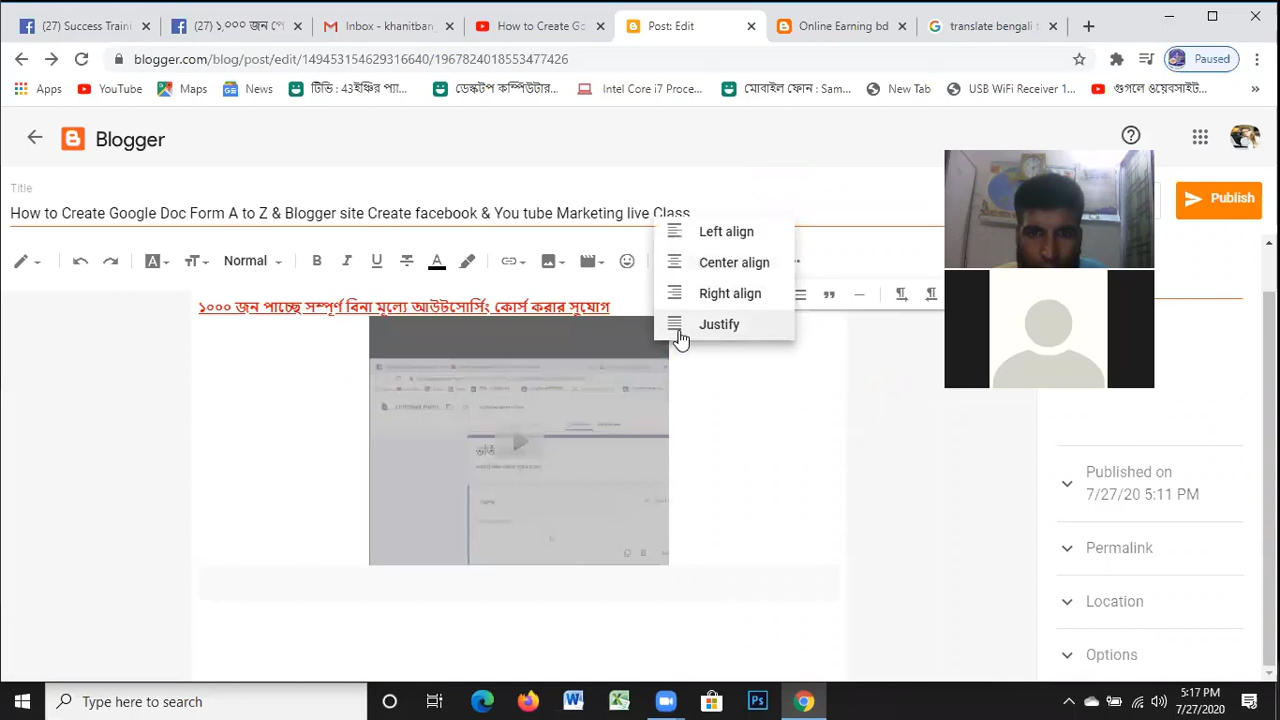 (27) Success Traini
(27) ১,০০০ জন পে
Inbox - khanitbarg
How to Create Go
Post: Edit
Online Earning bd
translate bengali t
blogger.com/blog/post/edit/149453154629316640/1967824018553477426
Paused
Apps
YouTube
Maps
News
টিভি : 43ইঞ্চির প্যা...
ডেস্কটপ কম্পিউটার...
Intel Core i7 Proce...
মোবাইল ফোন : Sam...
New Tab
USB WiFi Receiver 1...
গুগলে ওয়েবসাইট...
Blogger
Title
How to Create Google Doc Form A to Z & Blogger site Create facebook & You tube Marketing live Class
Publish
Left align
Normal
Center align
Right align
Justify
১০০০ জন পাচ্ছে সম্পূর্ণ বিনা মূল্যে আউটসোর্সিং কোর্স করার সুযোগ
ভর্তি
Published on
7/27/20 5:11 PM
Permalink
Location
Options
Type here to search
5:17 PM
7/27/2020